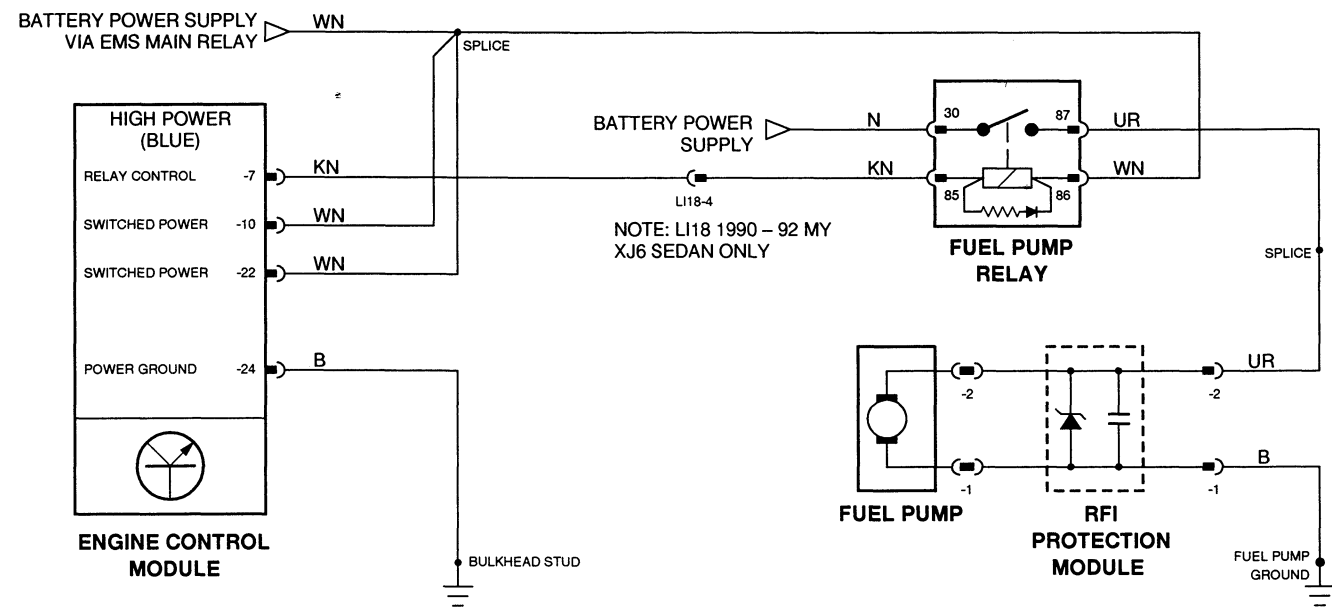 BATTERY POWER SUPPLY
VIA EMS MAIN RELAY
WN
SPLICE
HIGH POWER
(BLUE)
RELAY CONTROL -7
KN
SWITCHED POWER -10
WN
SWITCHED POWER -22
WN
POWER GROUND -24
B
ENGINE CONTROL
MODULE
BULKHEAD STUD
BATTERY POWER
SUPPLY
N
KN
LI18-4
NOTE: LI18 1990 – 92 MY
XJ6 SEDAN ONLY
30
87
85
86
UR
WN
FUEL PUMP
RELAY
SPLICE
UR
-2
-2
B
-1
-1
FUEL PUMP
RFI
PROTECTION
MODULE
FUEL PUMP
GROUND